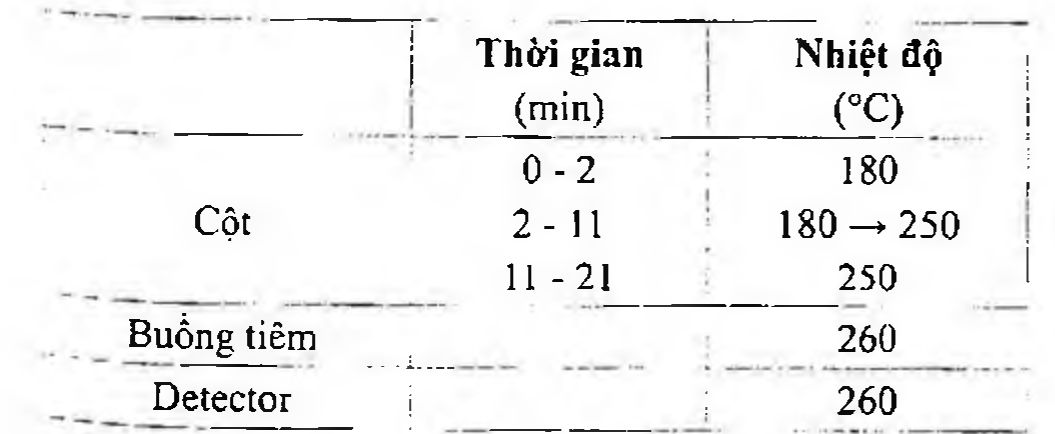 Thời gian Nhiệt độ
(min) (°C)
0 - 2 180
Cột 2 - 11 180 → 250
11 - 21 250
Buồng tiêm 260
Detector 260